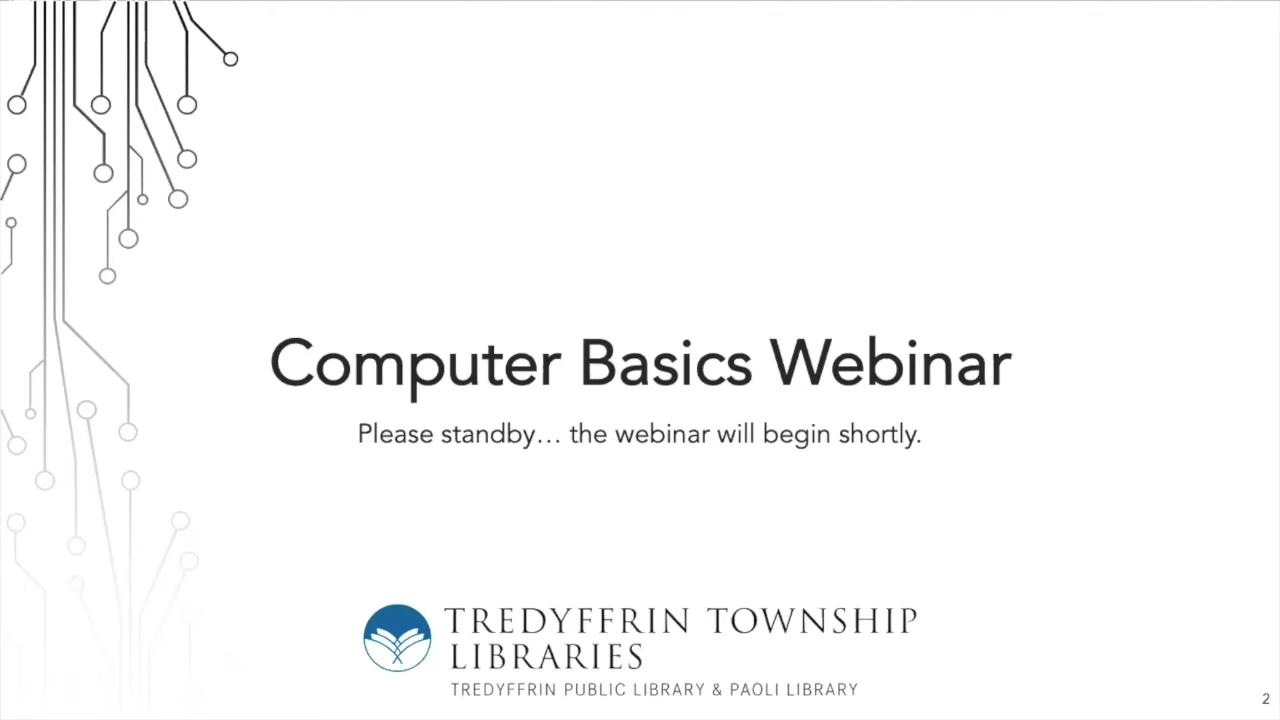 Computer Basics Webinar
Please standby… the webinar will begin shortly.
TREDYFFRIN TOWNSHIP
LIBRARIES
TREDYFFRIN PUBLIC LIBRARY & PAOLI LIBRARY
2